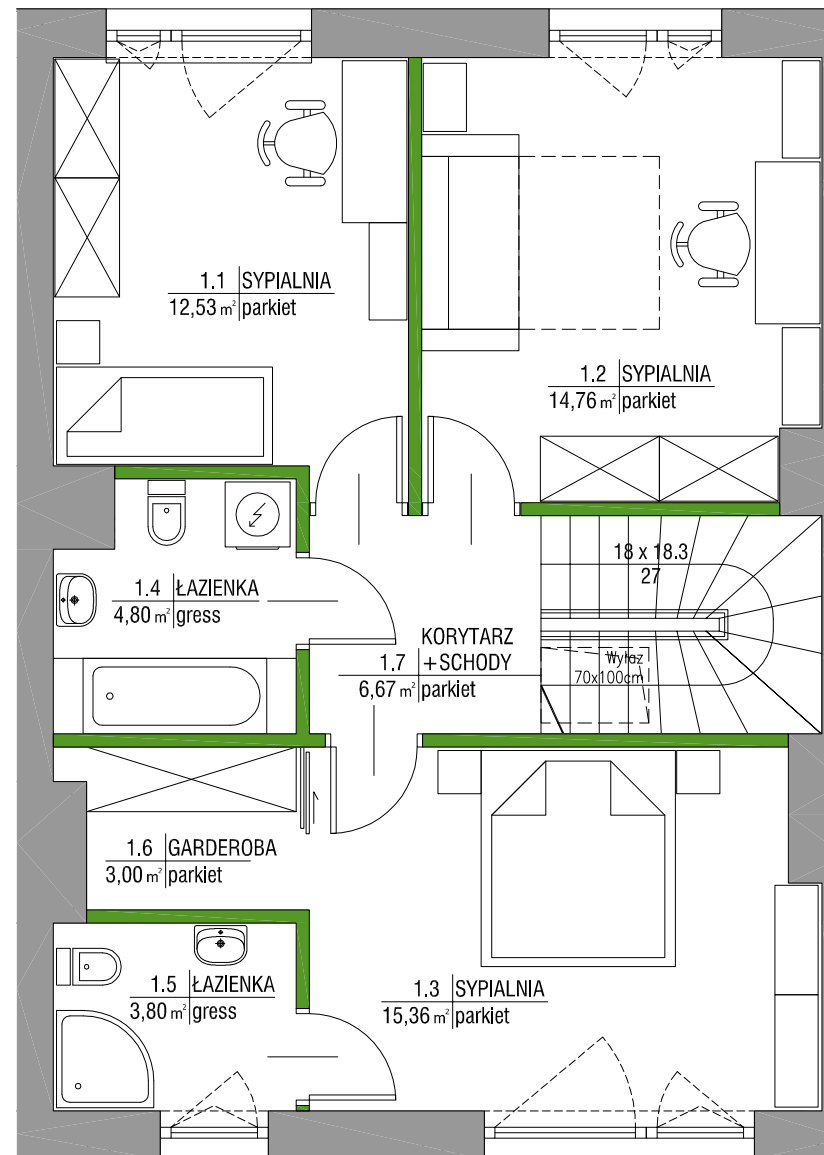 1.1 SYPIALNIA
12,53 m² parkiet
1.2 SYPIALNIA
14,76 m² parkiet
18 x 18.3
27
1.4 ŁAZIENKA
4,80 m² gress
KORYTARZ
1.7 +SCHODY
6,67 m² parkiet
Wyłaz
70x100cm
1.6 GARDEROBA
3,00 m² parkiet
1.5 ŁAZIENKA
3,80 m² gress
1.3 SYPIALNIA
15,36 m² parkiet